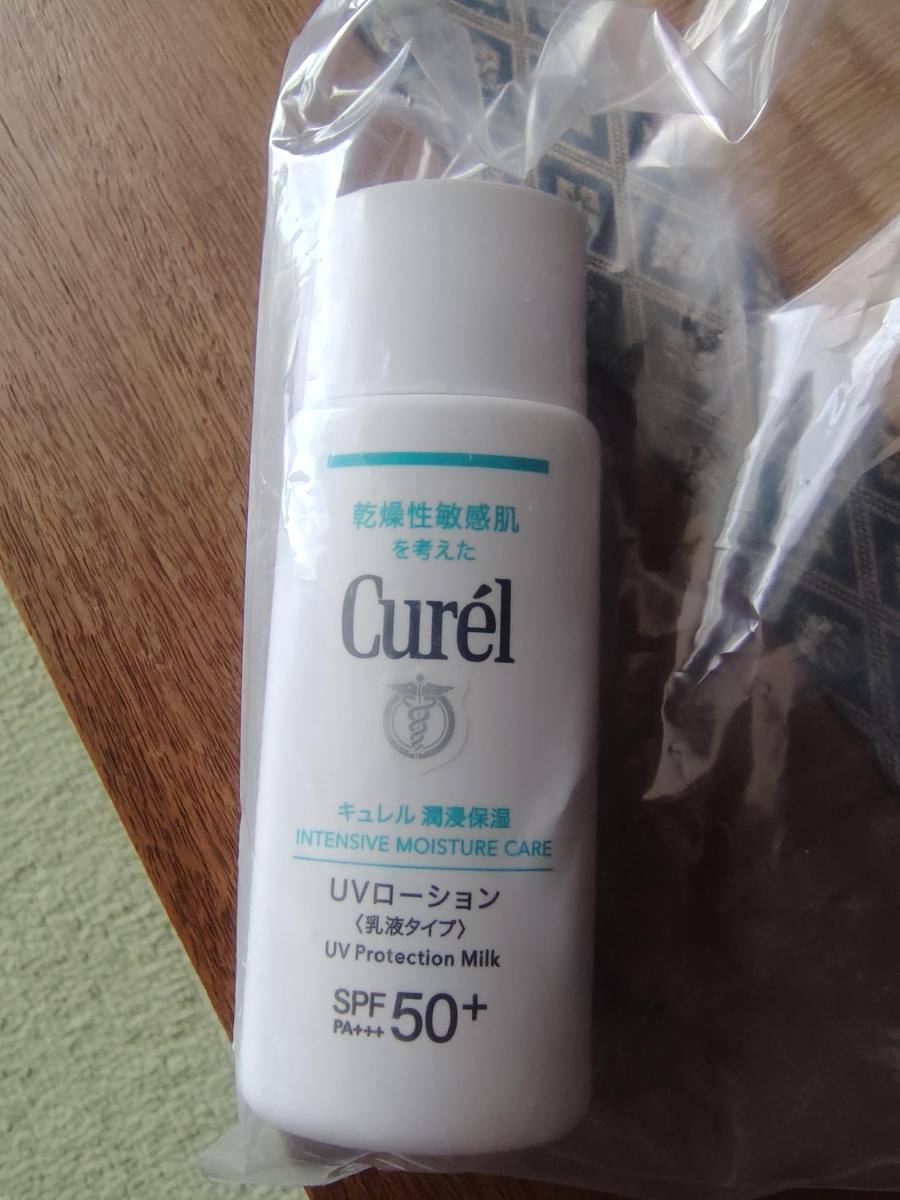 乾燥性敏感肌
を考えた
Curél
キュレル 潤浸保湿
INTENSIVE MOISTURE CARE
UVローション
〈乳液タイプ〉
UV Protection Milk
SPF 50+
PA+++